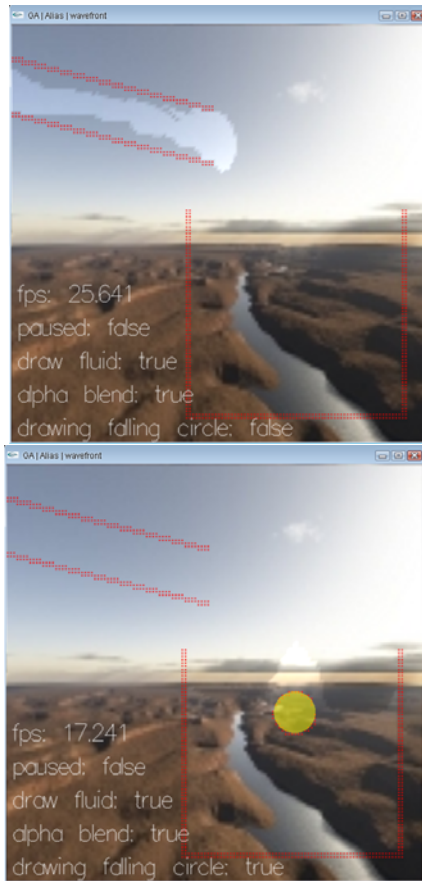 GA | Alias | wavefront
fps: 25.641
paused: false
draw fluid: true
alpha blend: true
drawing falling circle: false
GA | Alias | wavefront
fps: 17.241
paused: false
draw fluid: true
alpha blend: true
drawing falling circle: true